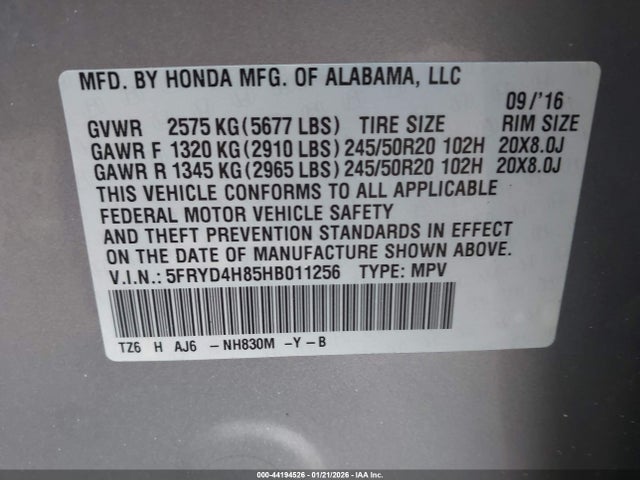 MFD. BY HONDA MFG. OF ALABAMA, LLC
09/'16
GVWR 2575 KG(5677 LBS) TIRE SIZE RIM SIZE
GAWR F 1320 KG(2910 LBS)245/50R20 102H 20X8.0J
GAWR R 1345 KG(2965 LBS)245/50R20 102H 20X8.0J
THIS VEHICLE CONFORMS TO ALL APPLICABLE
FEDERAL MOTOR VEHICLE SAFETY
AND THEFT PREVENTION STANDARDS IN EFFECT
ON THE DATE OF MANUFACTURE SHOWN ABOVE.
V.I.N.: 5FRYD4H85HB011256 TYPE: MPV
TZ6 H AJ6 -NH830M -Y-B
000-44194526 - 01/21/2026 - IAA Inc.